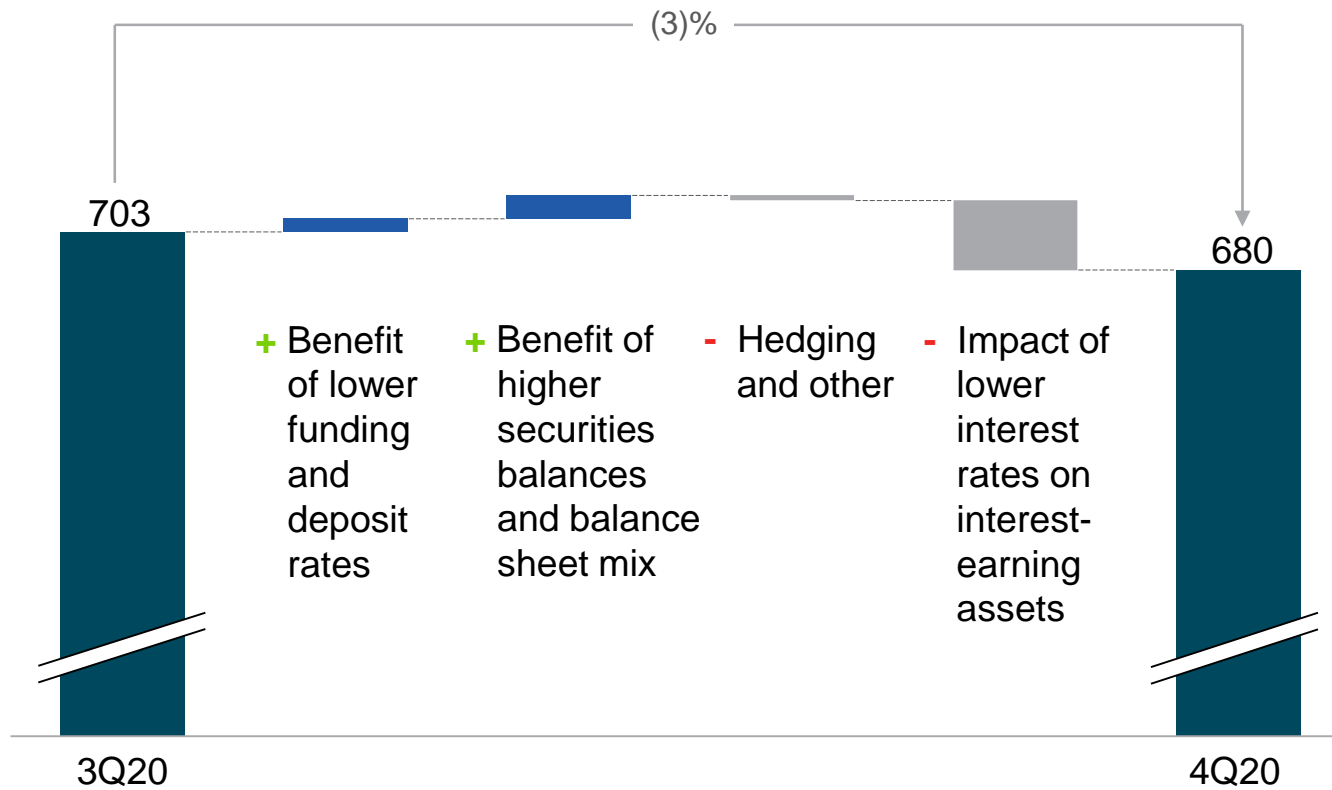 (3)%
703
680
+ Benefit
of lower
funding
and
deposit
rates
+ Benefit of
higher
securities
balances
and balance
sheet mix
- Hedging
and other
- Impact of
lower
interest
rates on
interest-
earning
assets
3Q20
4Q20